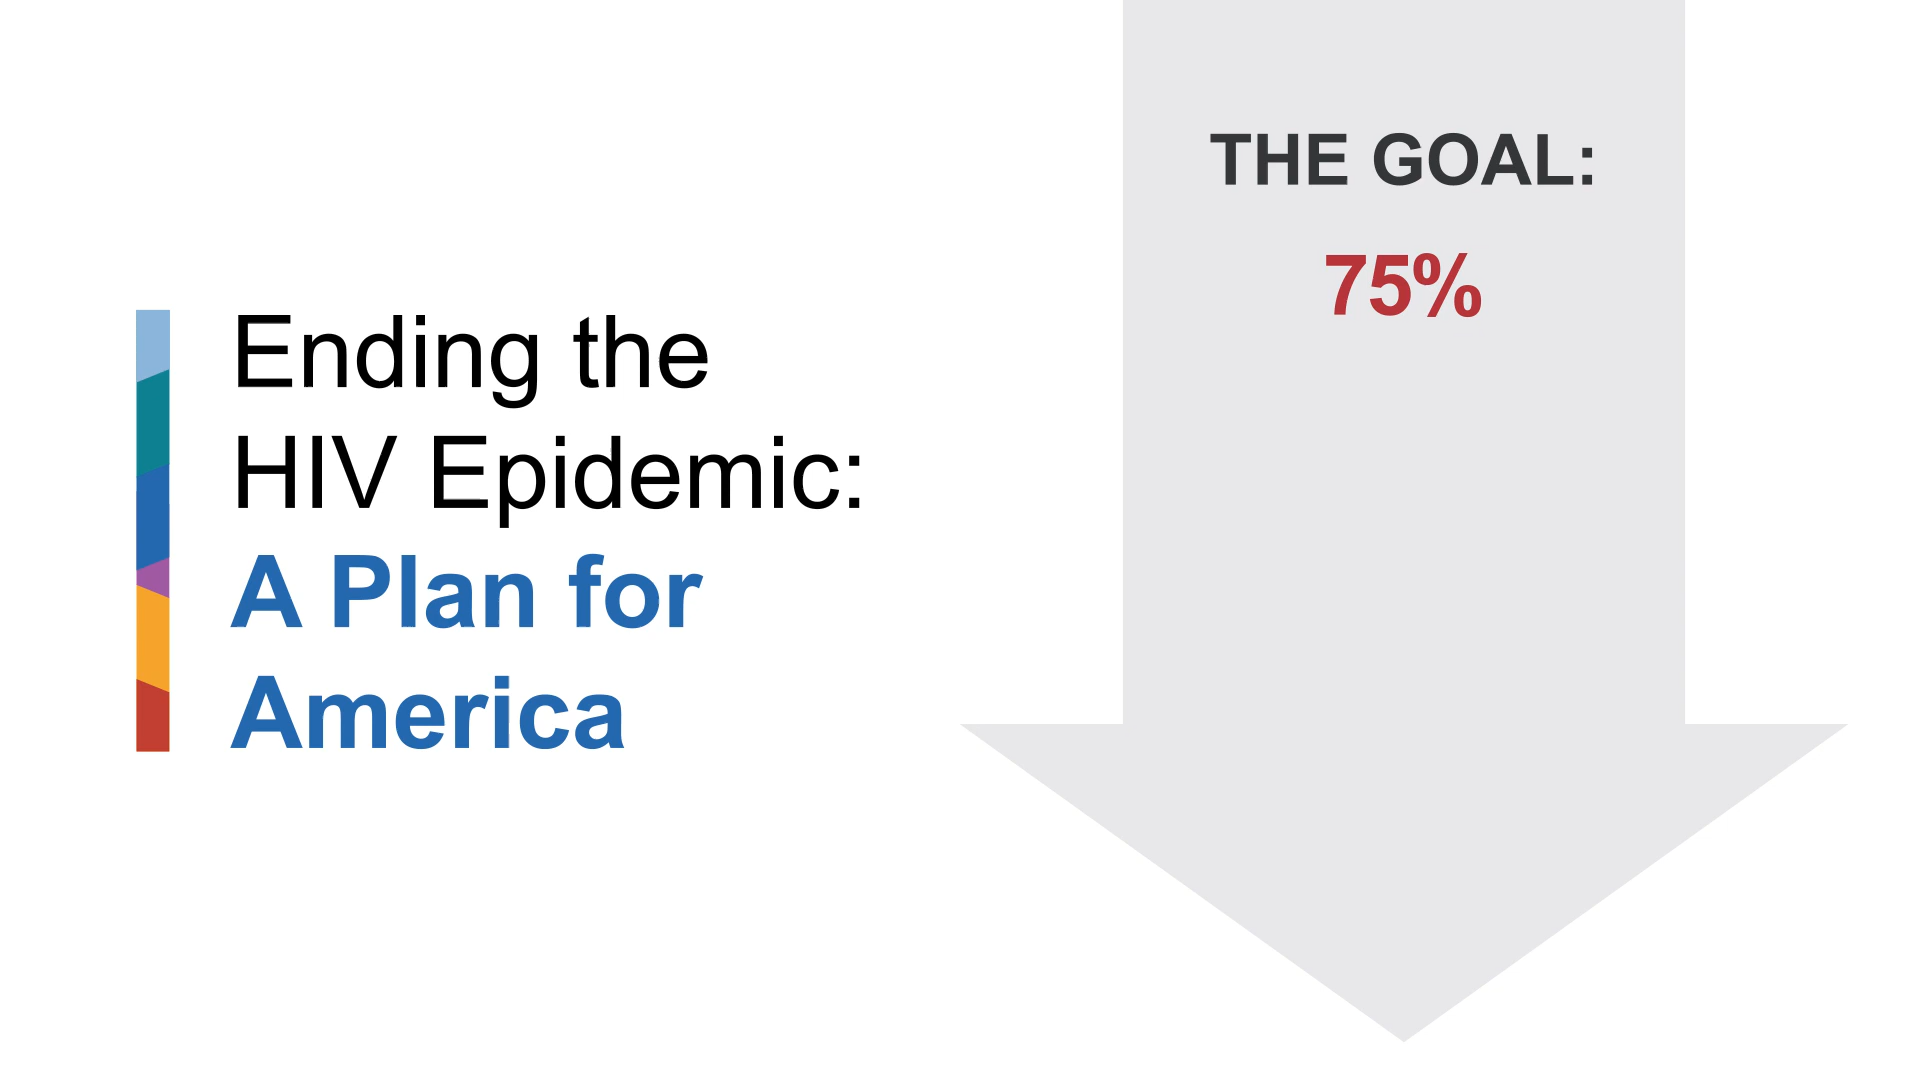 Ending the
HIV Epidemic:
A Plan for
America
THE GOAL:
75%